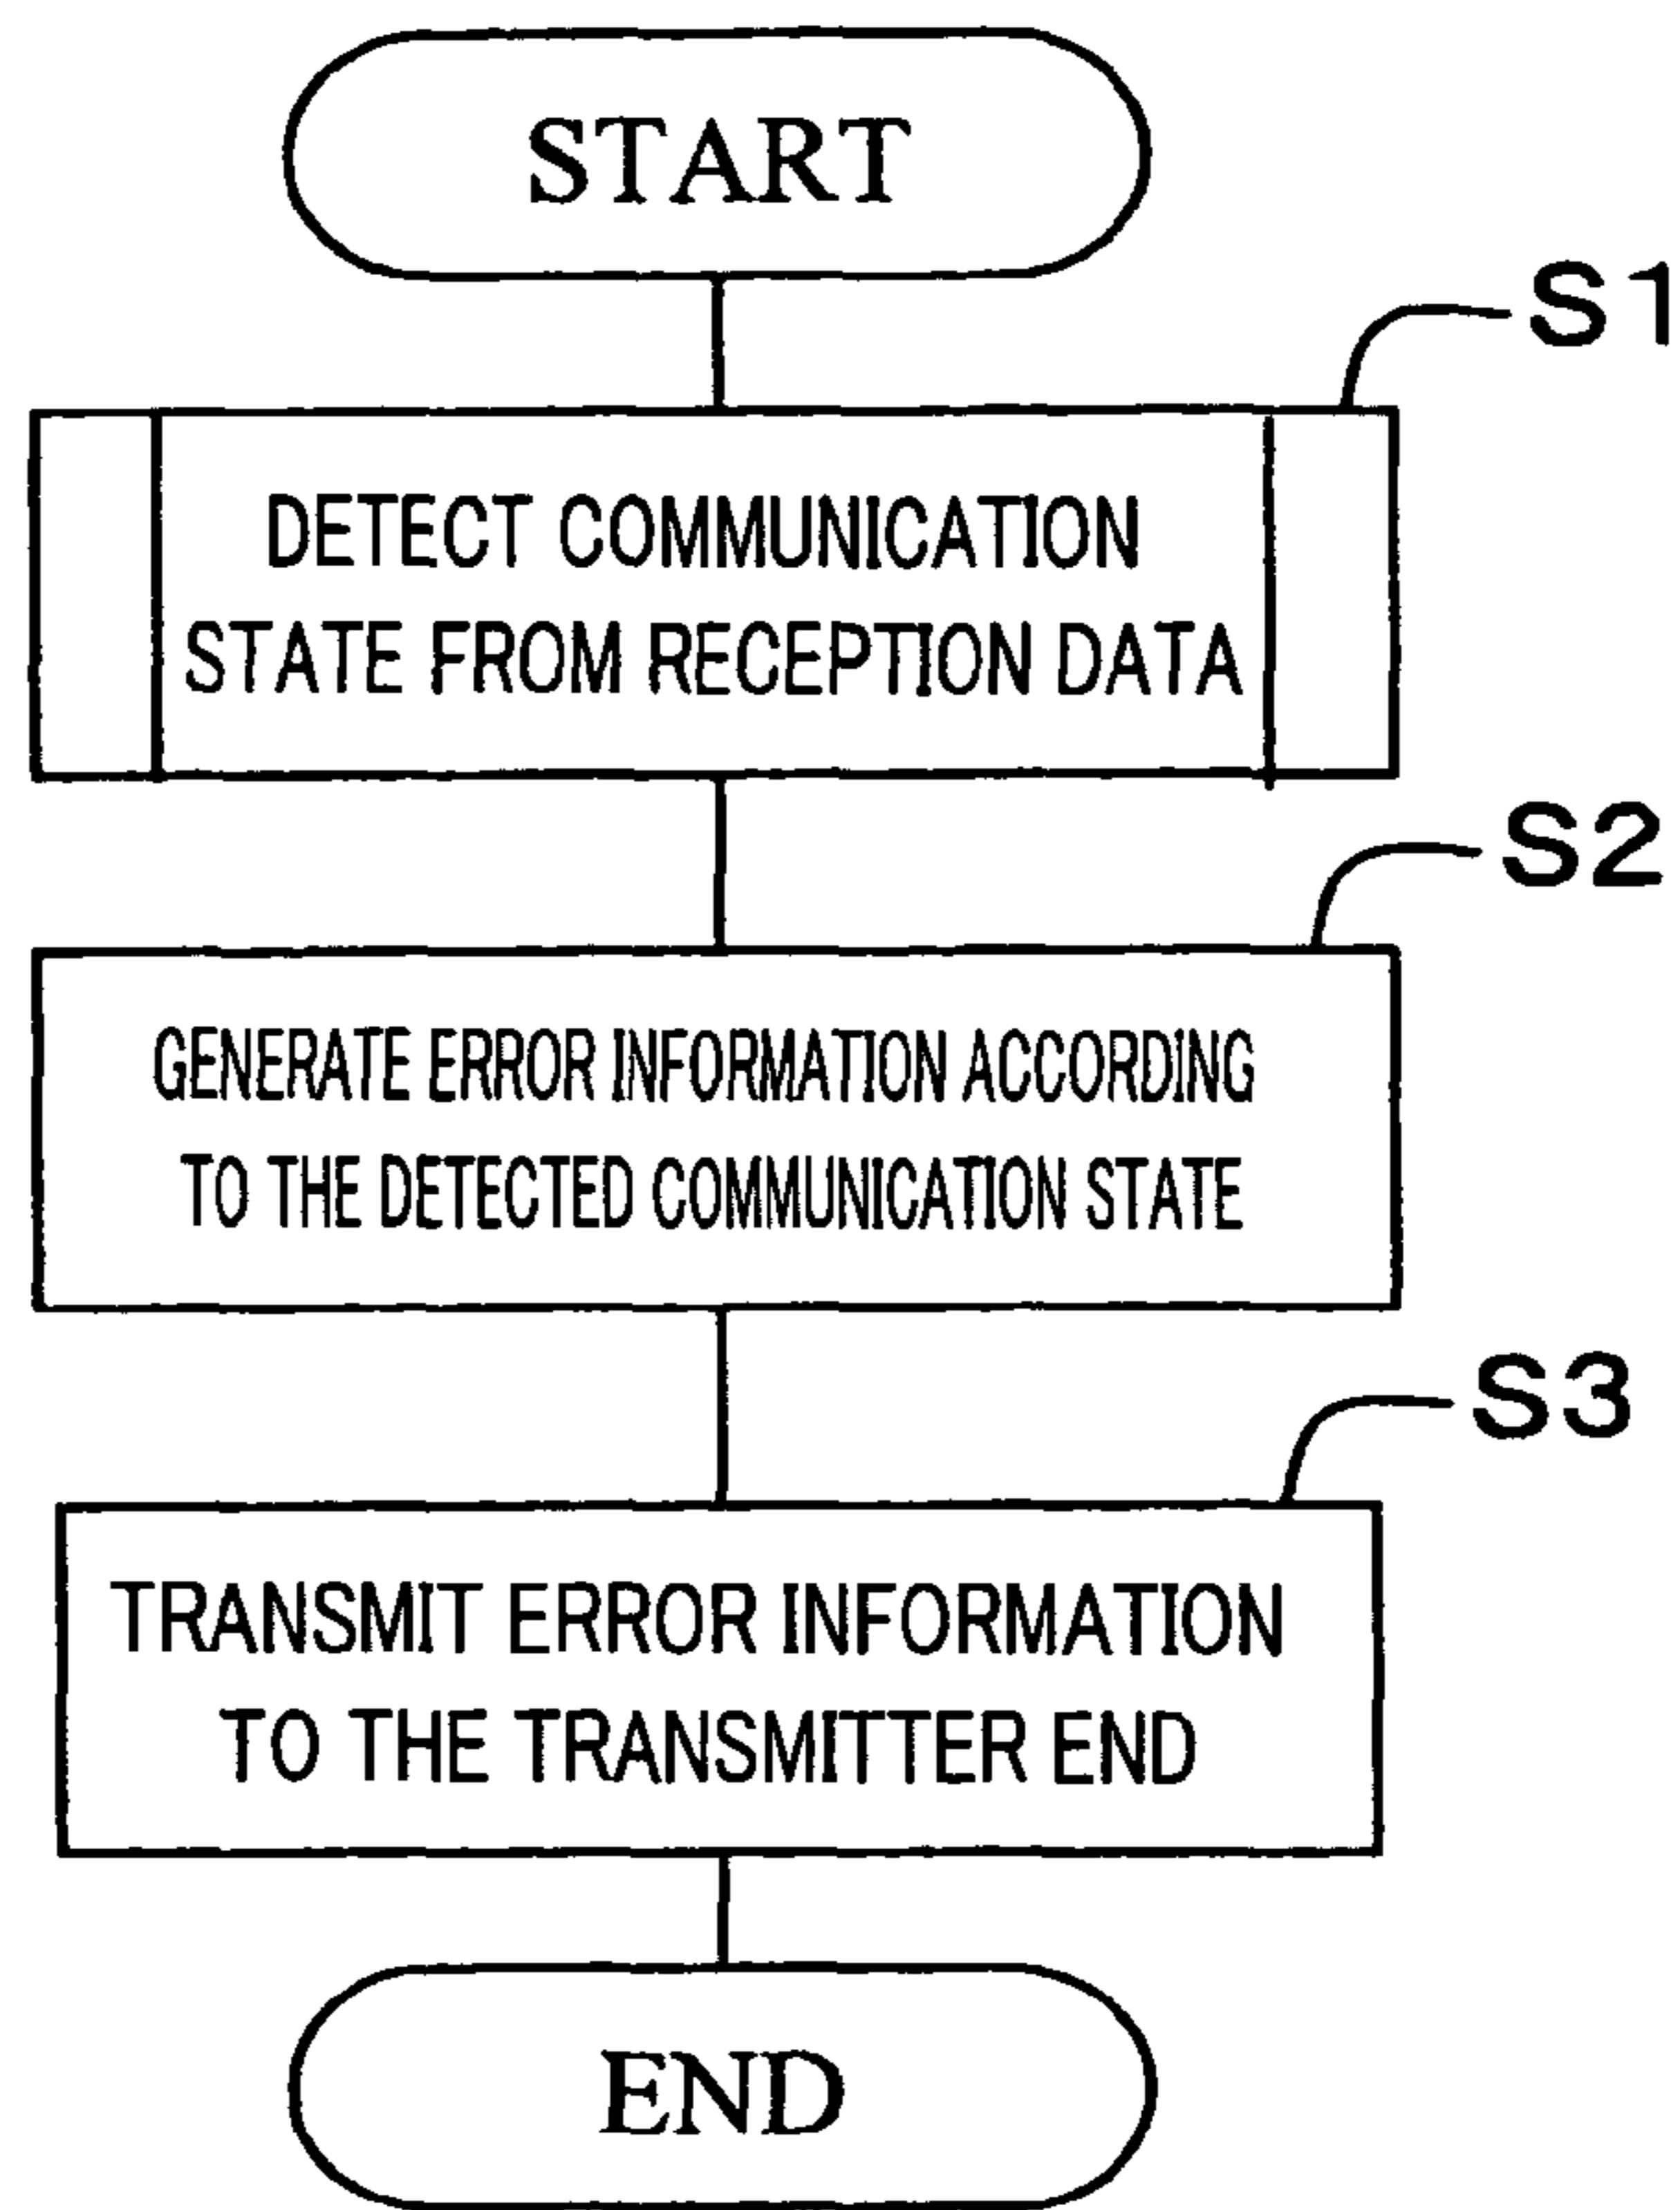 START
S1
DETECT COMMUNICATION
STATE FROM RECEPTION DATA
S2
GENERATE ERROR INFORMATION ACCORDING
TO THE DETECTED COMMUNICATION STATE
S3
TRANSMIT ERROR INFORMATION
TO THE TRANSMITTER END
END